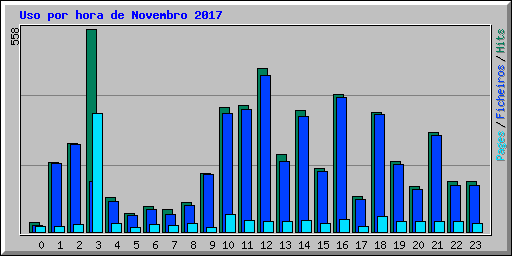 Uso por hora de Novembro 2017
558
Pages / Ficheiros / Hits
0 1 2 3 4 5 6 7 8 9 10 11 12 13 14 15 16 17 18 19 20 21 22 23